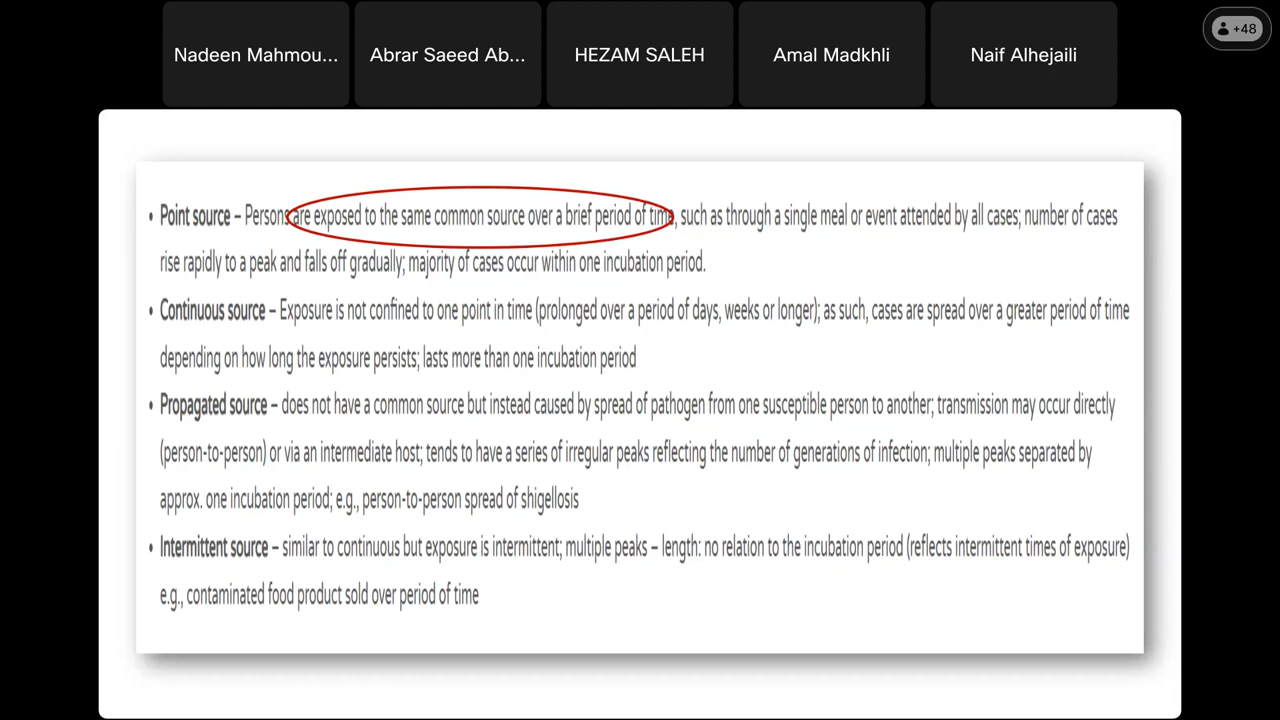 Nadeen Mahmou...
Abrar Saeed Ab...
HEZAM SALEH
Amal Madkhli
Naif Alhejaili
+48
• Point source – Persons are exposed to the same common source over a brief period of time, such as through a single meal or event attended by all cases; number of cases
rise rapidly to a peak and falls off gradually; majority of cases occur within one incubation period.
• Continuous source – Exposure is not confined to one point in time (prolonged over a period of days, weeks or longer); as such, cases are spread over a greater period of time
depending on how long the exposure persists; lasts more than one incubation period
• Propagated source – does not have a common source but instead caused by spread of pathogen from one susceptible person to another; transmission may occur directly
(person-to-person) or via an intermediate host; tends to have a series of irregular peaks reflecting the number of generations of infection; multiple peaks separated by
approx. one incubation period; e.g., person-to-person spread of shigellosis
• Intermittent source – similar to continuous but exposure is intermittent; multiple peaks – length: no relation to the incubation period (reflects intermittent times of exposure)
e.g., contaminated food product sold over period of time